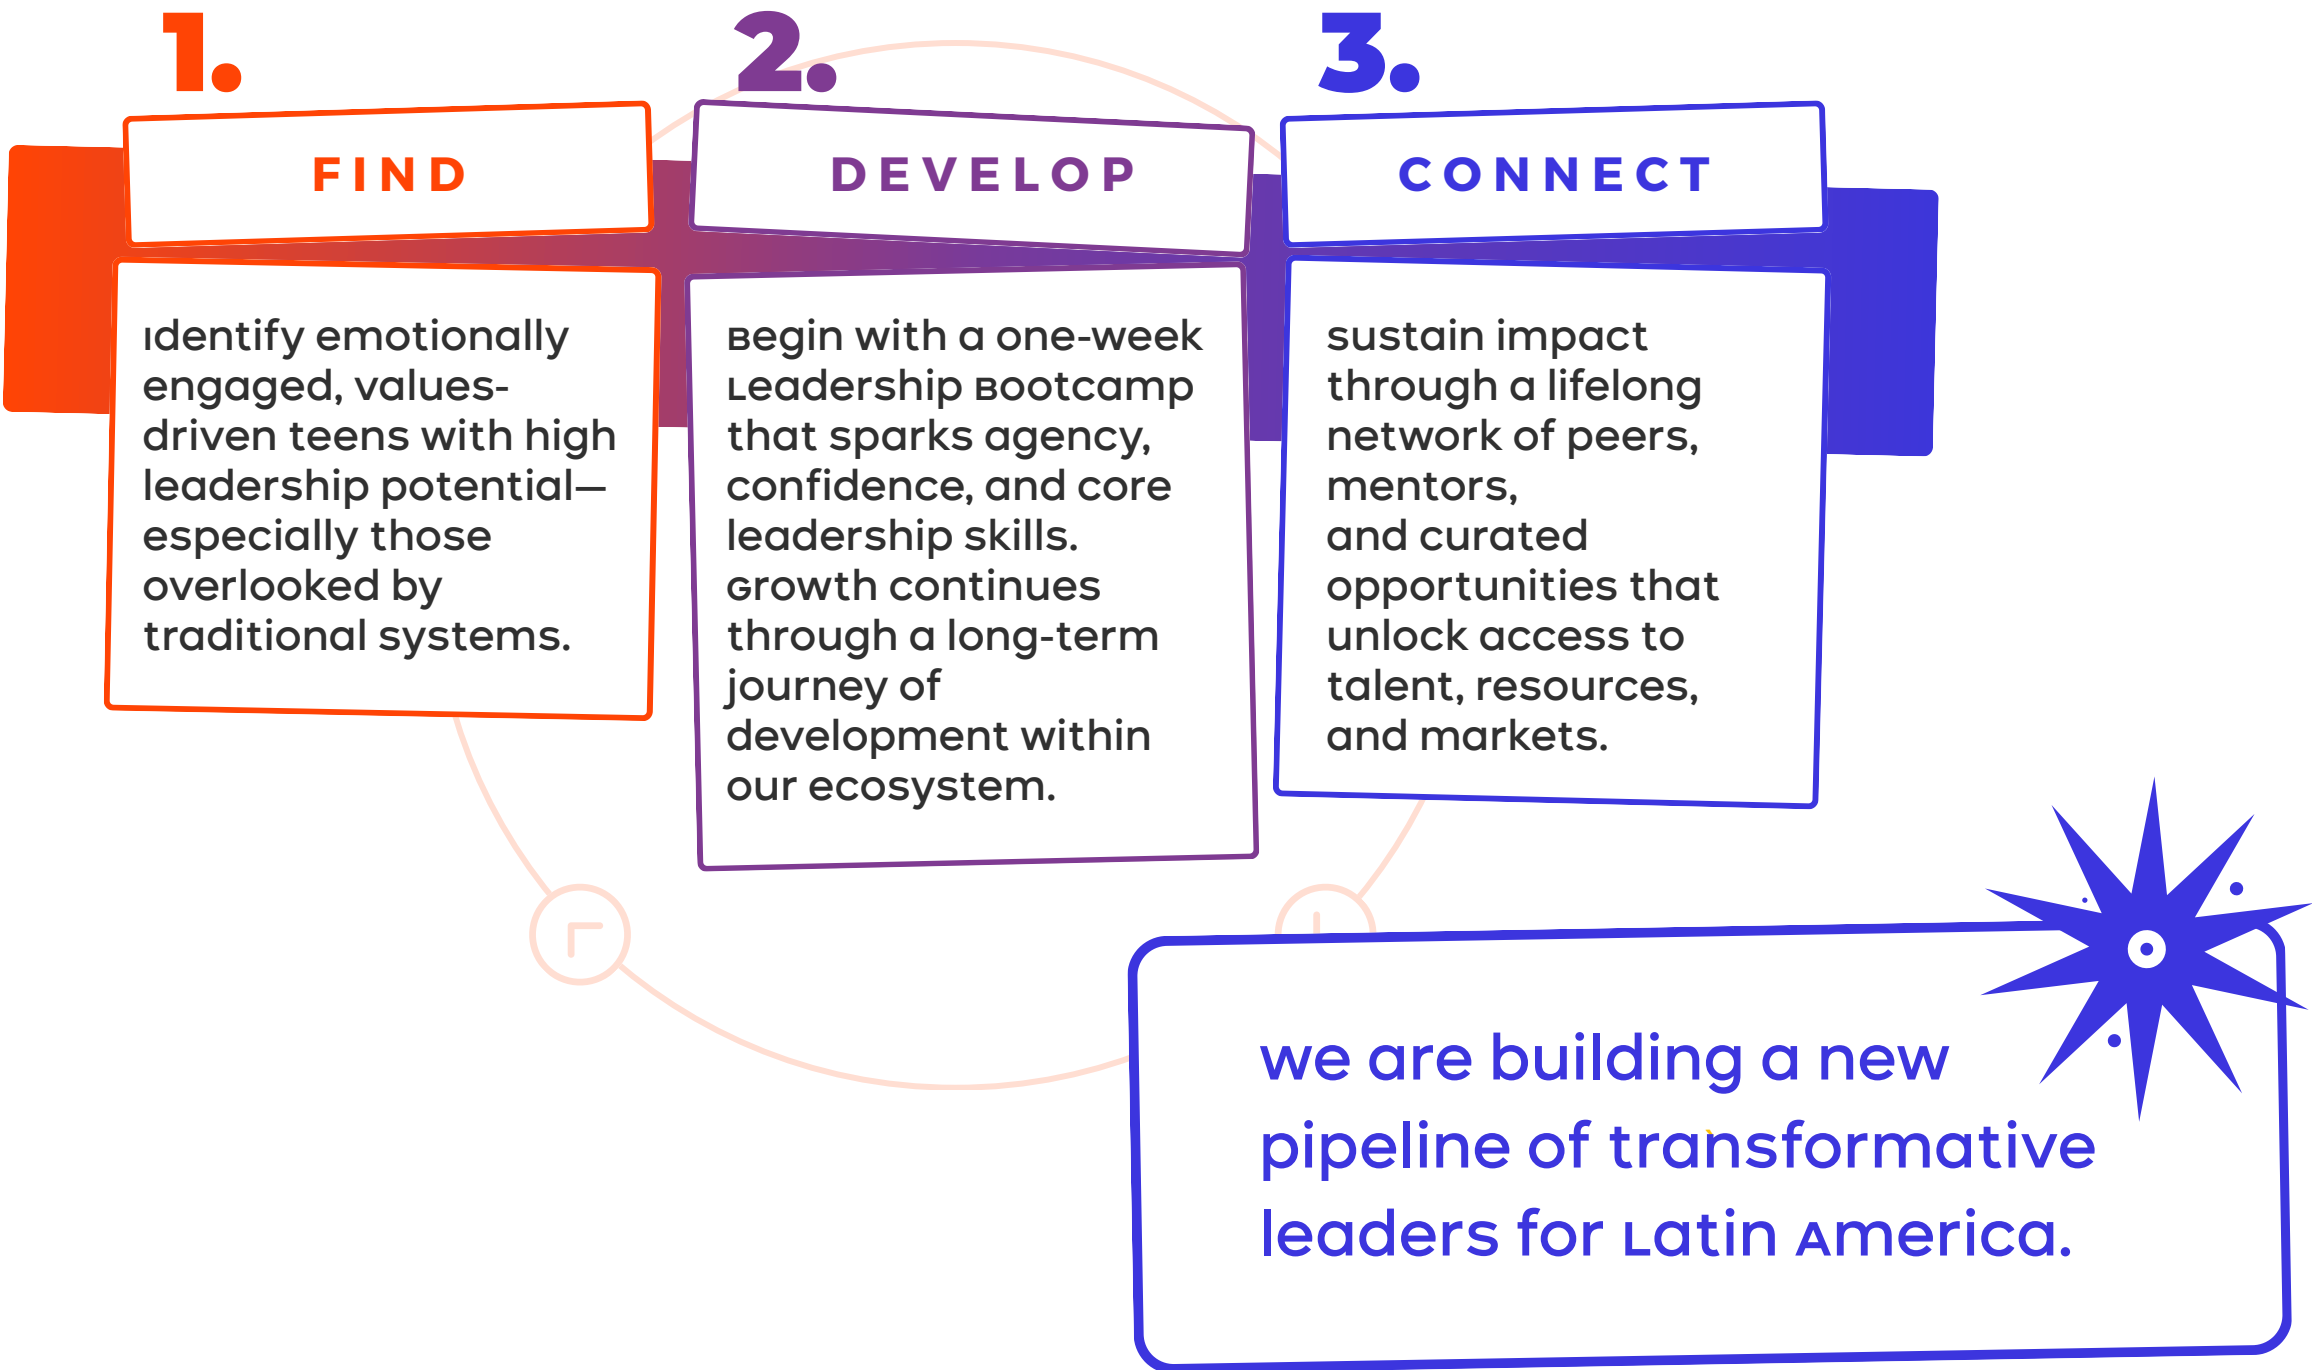 1.
FIND
Identify emotionally
engaged, values-
driven teens with high
leadership potential—
especially those
overlooked by
traditional systems.
2.
DEVELOP
Begin with a one-week
Leadership Bootcamp
that sparks agency,
confidence, and core
leadership skills.
Growth continues
through a long-term
journey of
development within
our ecosystem.
3.
CONNECT
sustain impact
through a lifelong
network of peers,
mentors,
and curated
opportunities that
unlock access to
talent, resources,
and markets.
we are building a new
pipeline of transformative
leaders for Latin America.